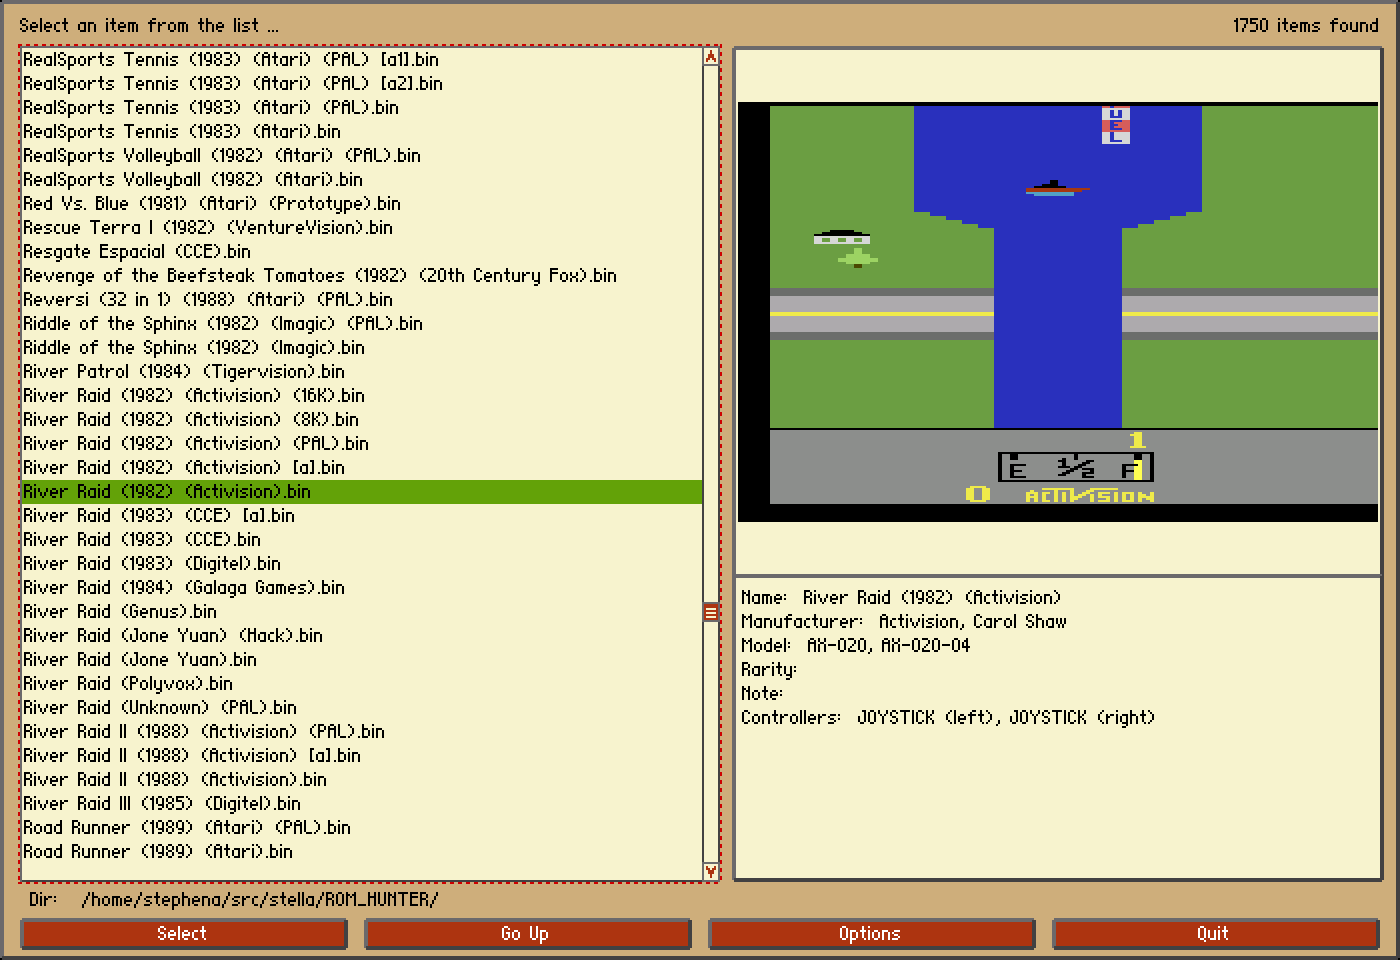 Select an item from the list ...
1750 items found
RealSports Tennis (1983) (Atari) (PAL) [a1].bin
RealSports Tennis (1983) (Atari) (PAL) [a2].bin
RealSports Tennis (1983) (Atari) (PAL).bin
RealSports Tennis (1983) (Atari).bin
RealSports Volleyball (1982) (Atari) (PAL).bin
RealSports Volleyball (1982) (Atari).bin
Red Vs. Blue (1981) (Atari) (Prototype).bin
Rescue Terra I (1982) (VentureVision).bin
Resgate Espacial (CCE).bin
Revenge of the Beefsteak Tomatoes (1982) (20th Century Fox).bin
Reversi (32 in 1) (1988) (Atari) (PAL).bin
Riddle of the Sphinx (1982) (Imagic) (PAL).bin
Riddle of the Sphinx (1982) (Imagic).bin
River Patrol (1984) (Tigervision).bin
River Raid (1982) (Activision) (16K).bin
River Raid (1982) (Activision) (8K).bin
River Raid (1982) (Activision) (PAL).bin
River Raid (1982) (Activision) [a].bin
River Raid (1982) (Activision).bin
River Raid (1983) (CCE) [a].bin
River Raid (1983) (CCE).bin
River Raid (1983) (Digitel).bin
River Raid (1984) (Galaga Games).bin
River Raid (Genus).bin
River Raid (Jone Yuan) (Hack).bin
River Raid (Jone Yuan).bin
River Raid (Polyvox).bin
River Raid (Unknown) (PAL).bin
River Raid II (1988) (Activision) (PAL).bin
River Raid II (1988) (Activision) [a].bin
River Raid II (1988) (Activision).bin
River Raid III (1985) (Digitel).bin
Road Runner (1989) (Atari) (PAL).bin
Road Runner (1989) (Atari).bin
UEL
1
E 1/2 F
0 ACTIVISION
Name: River Raid (1982) (Activision)
Manufacturer: Activision, Carol Shaw
Model: AX-020, AX-020-04
Rarity:
Note:
Controllers: JOYSTICK (left), JOYSTICK (right)
Dir: /home/stephena/src/stella/ROM_HUNTER/
Select
Go Up
Options
Quit